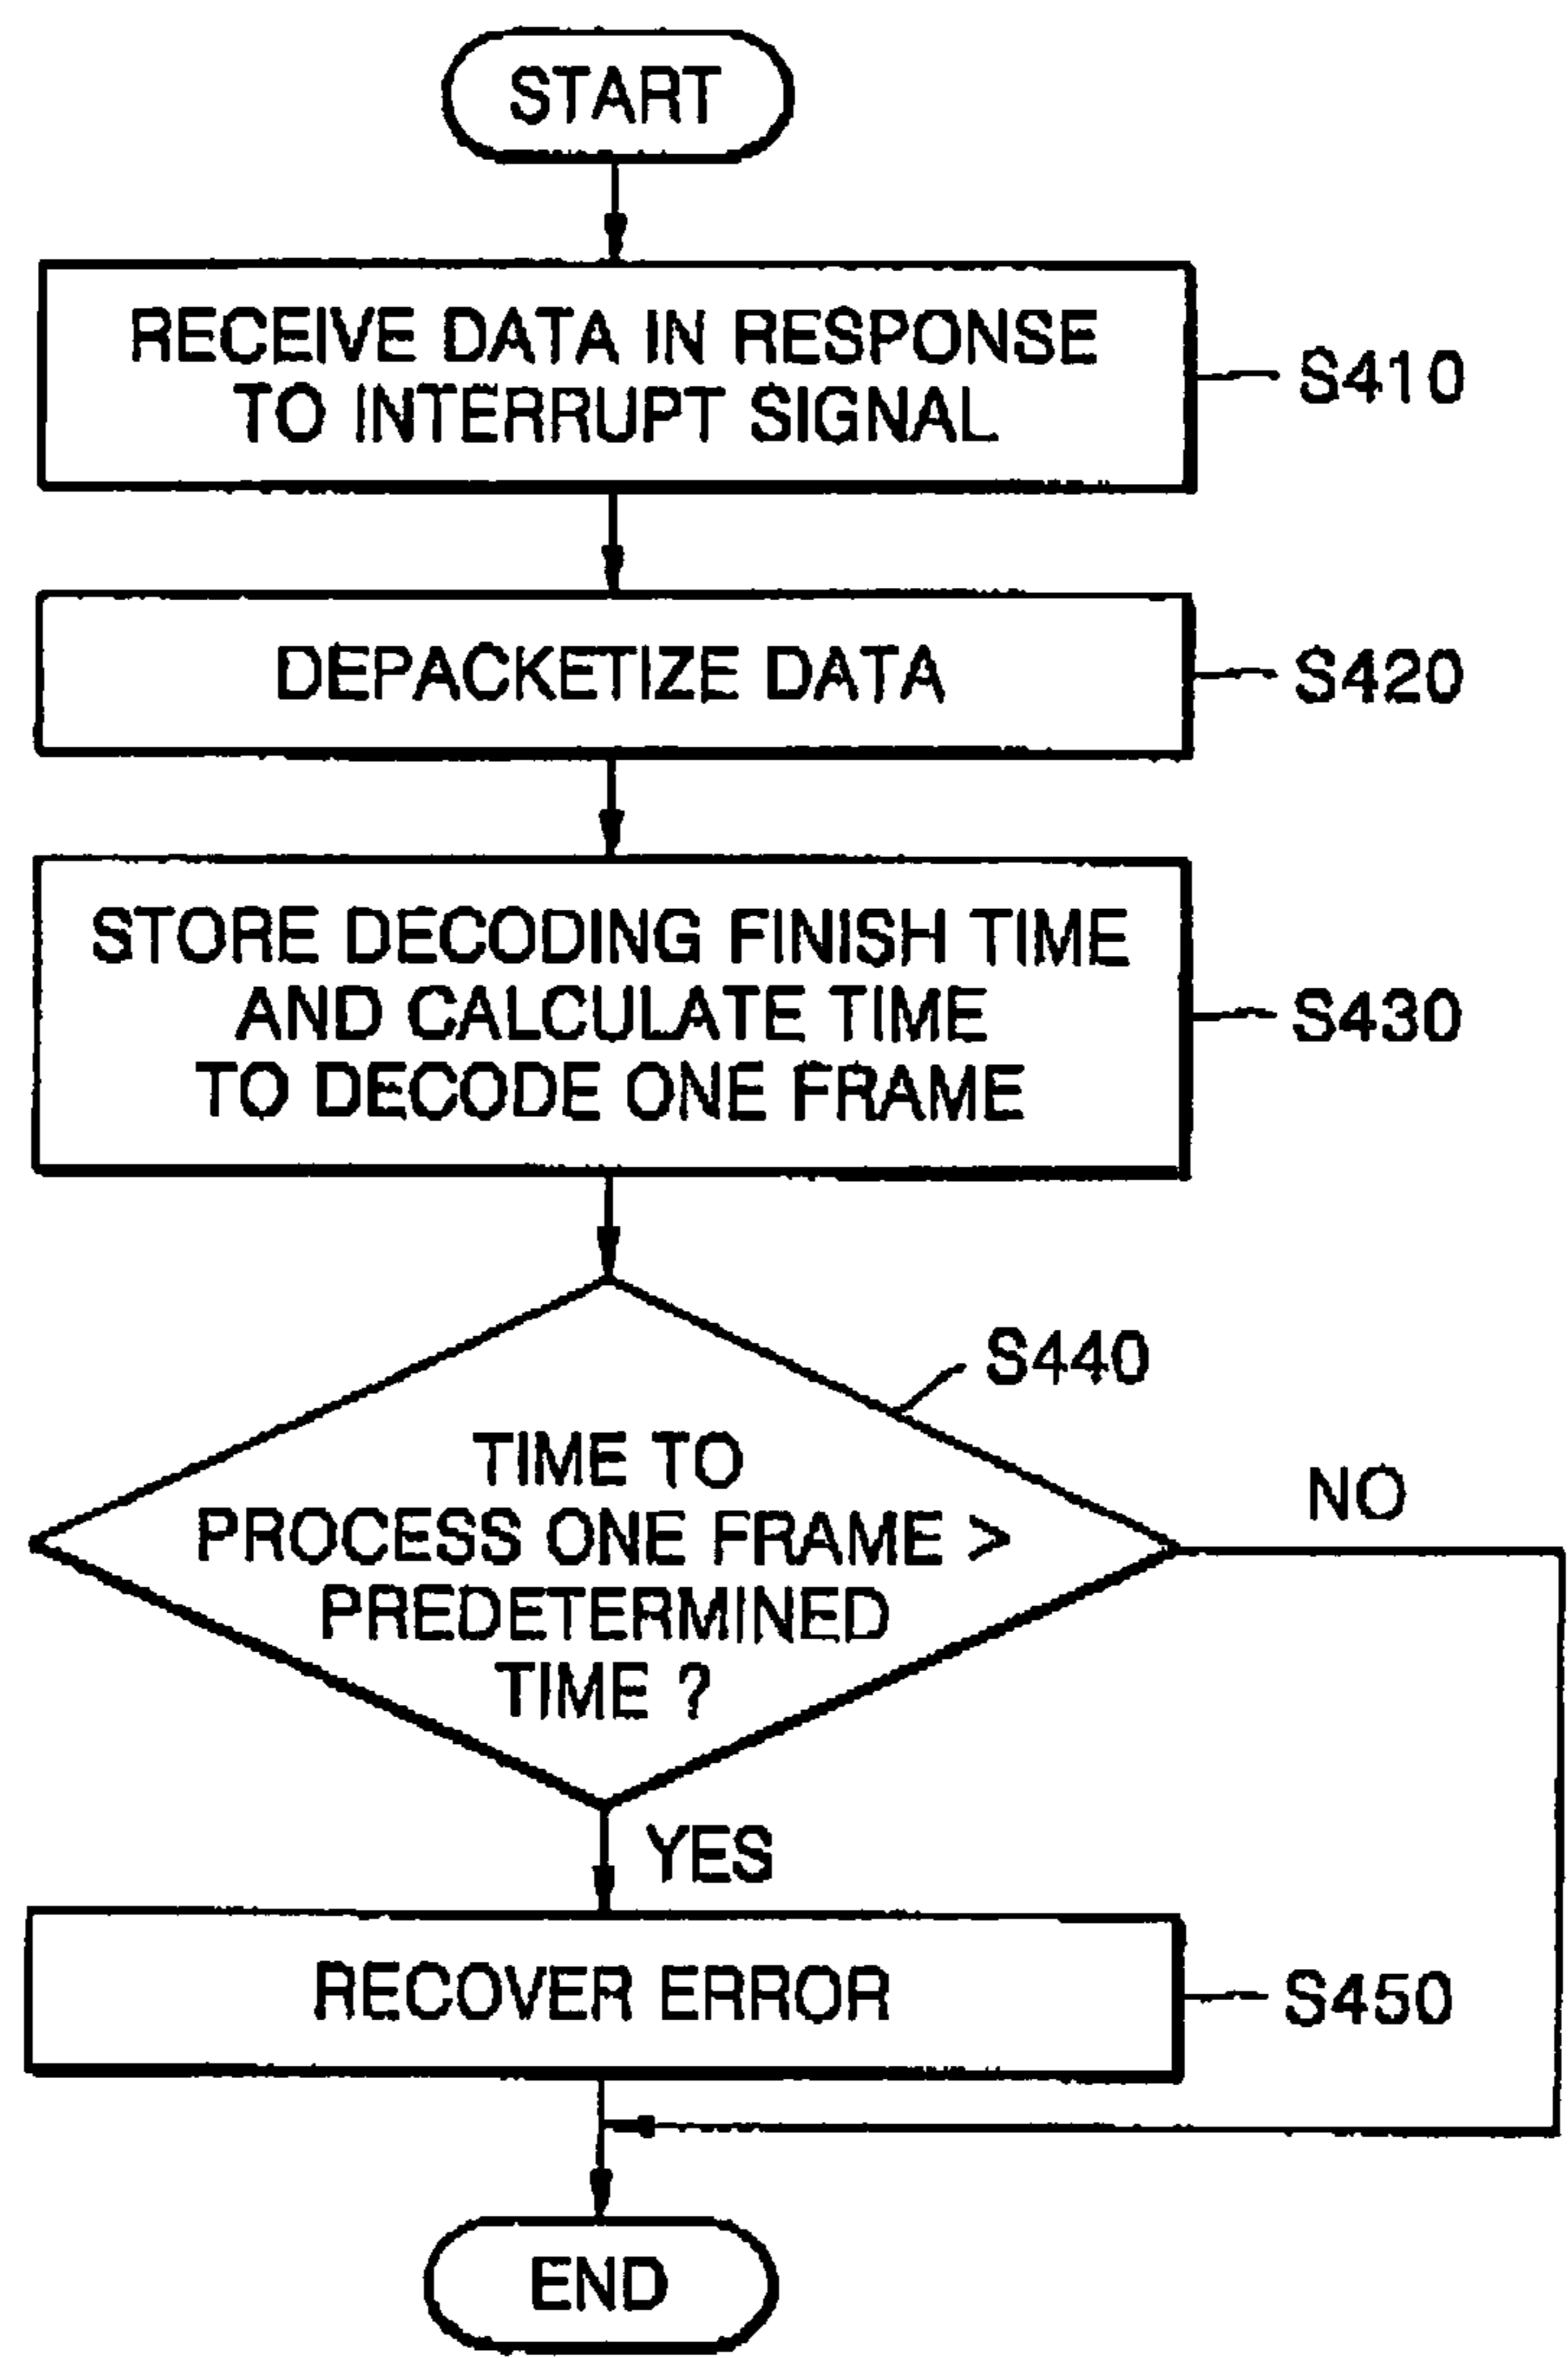 START
RECEIVE DATA IN RESPONSE
TO INTERRUPT SIGNAL
S410
DEPACKETIZE DATA
S420
STORE DECODING FINISH TIME
AND CALCULATE TIME
TO DECODE ONE FRAME
S430
S440
TIME TO
PROCESS ONE FRAME >
PREDETERMINED
TIME ?
NO
YES
RECOVER ERROR
S450
END